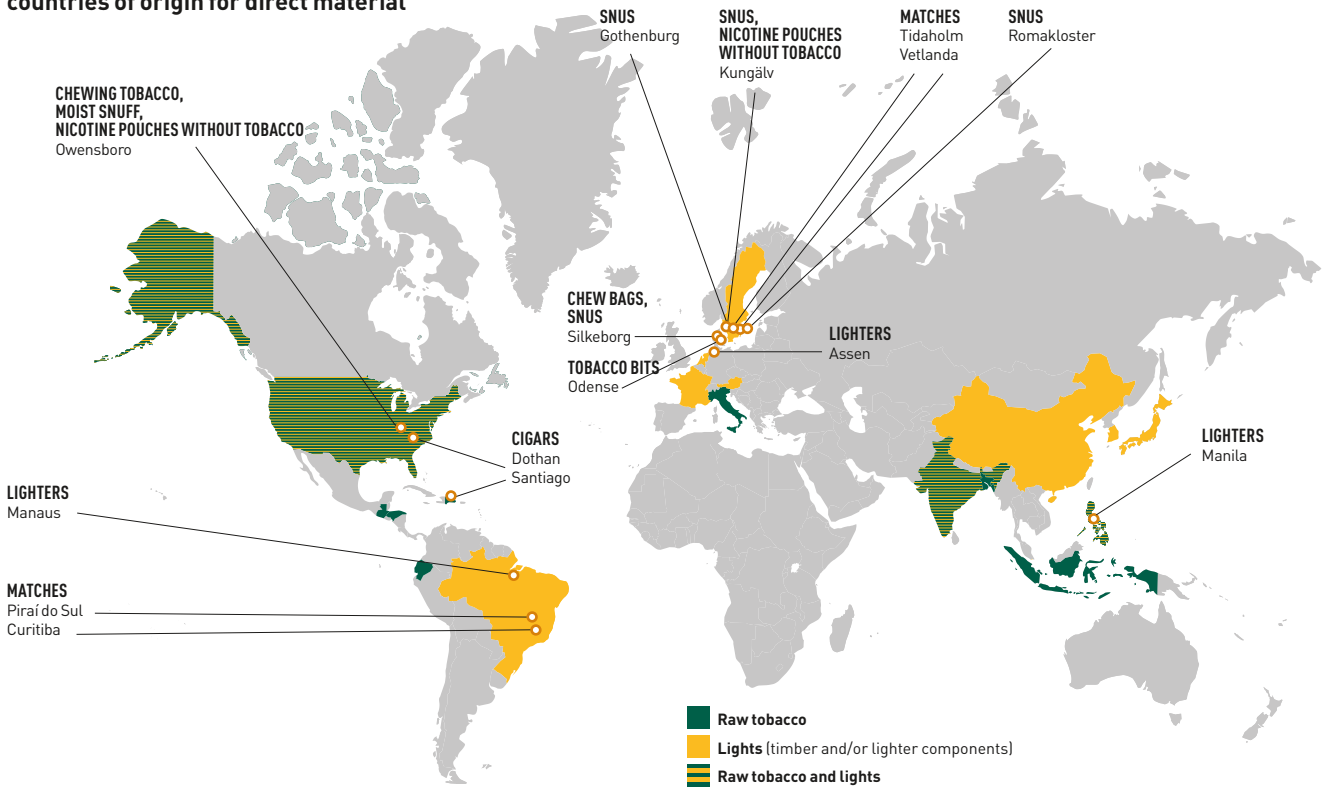 countries of origin for direct material
SNUS
Gothenburg
SNUS,
NICOTINE POUCHES
WITHOUT TOBACCO
Kungälv
MATCHES
Tidaholm
Vetlanda
SNUS
Romakloster
CHEWING TOBACCO,
MOIST SNUFF,
NICOTINE POUCHES WITHOUT TOBACCO
Owensboro
CHEW BAGS,
SNUS
Silkeborg
TOBACCO BITS
Odense
LIGHTERS
Assen
CIGARS
Dothan
Santiago
LIGHTERS
Manila
LIGHTERS
Manaus
MATCHES
Piraí do Sul
Curitiba
Raw tobacco
Lights (timber and/or lighter components)
Raw tobacco and lights